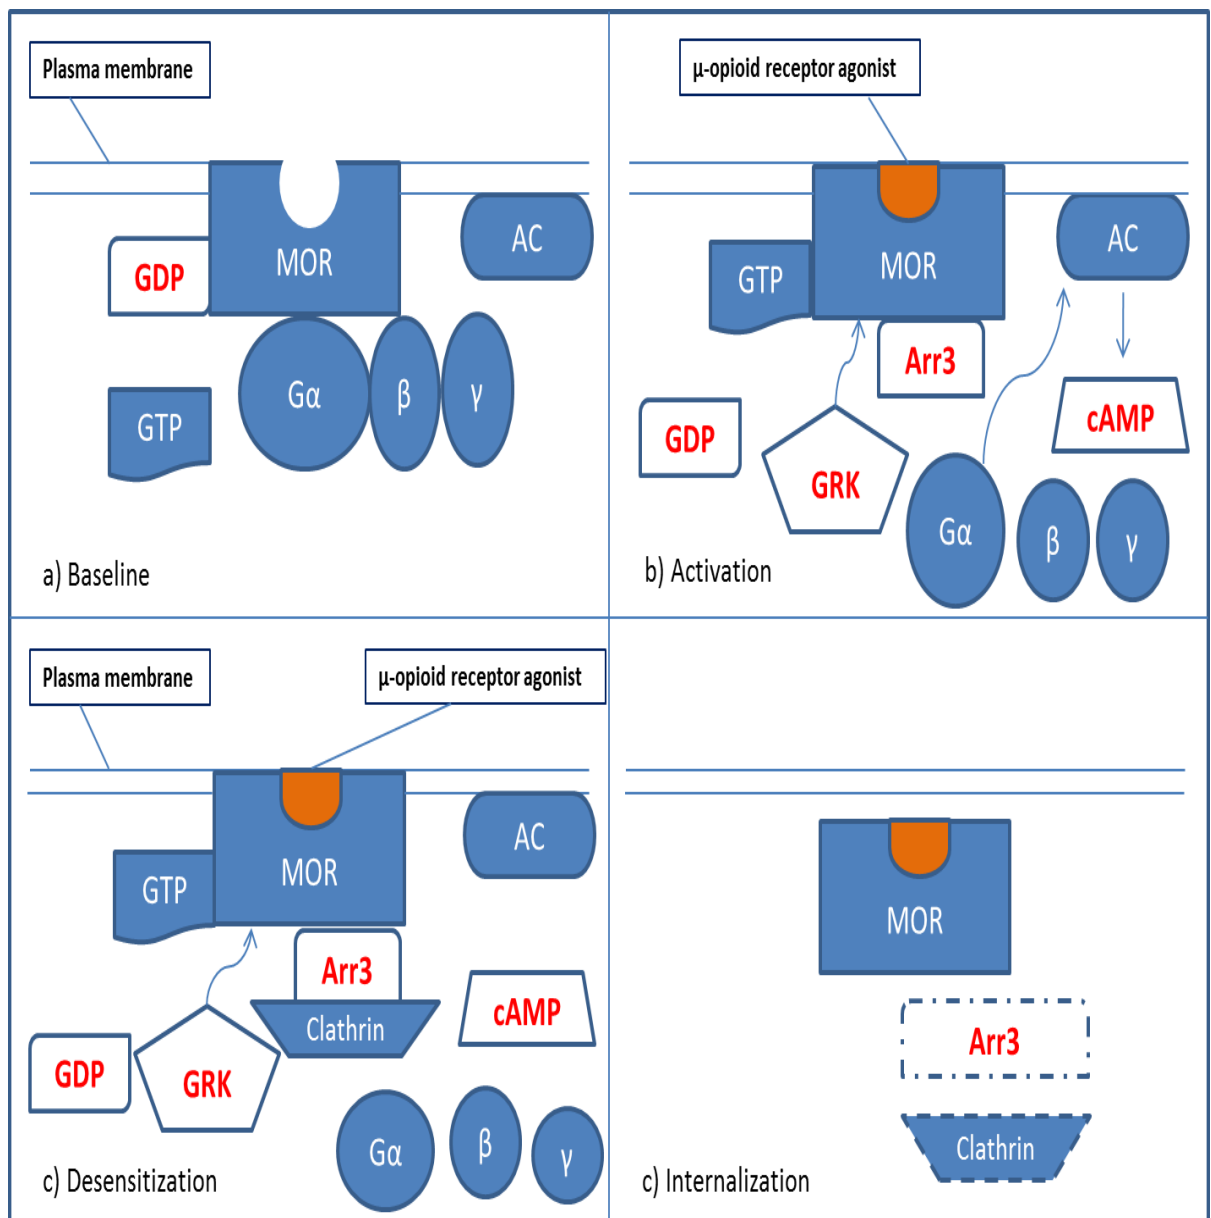 Plasma membrane
MOR
AC
GDP
Gα
β
γ
GTP
a) Baseline
μ-opioid receptor agonist
MOR
AC
GTP
Arr3
cAMP
GDP
GRK
Gα
β
γ
b) Activation
Plasma membrane
μ-opioid receptor agonist
MOR
AC
GTP
Arr3
cAMP
Clathrin
GDP
GRK
Gα
β
γ
c) Desensitization
MOR
Arr3
Clathrin
c) Internalization